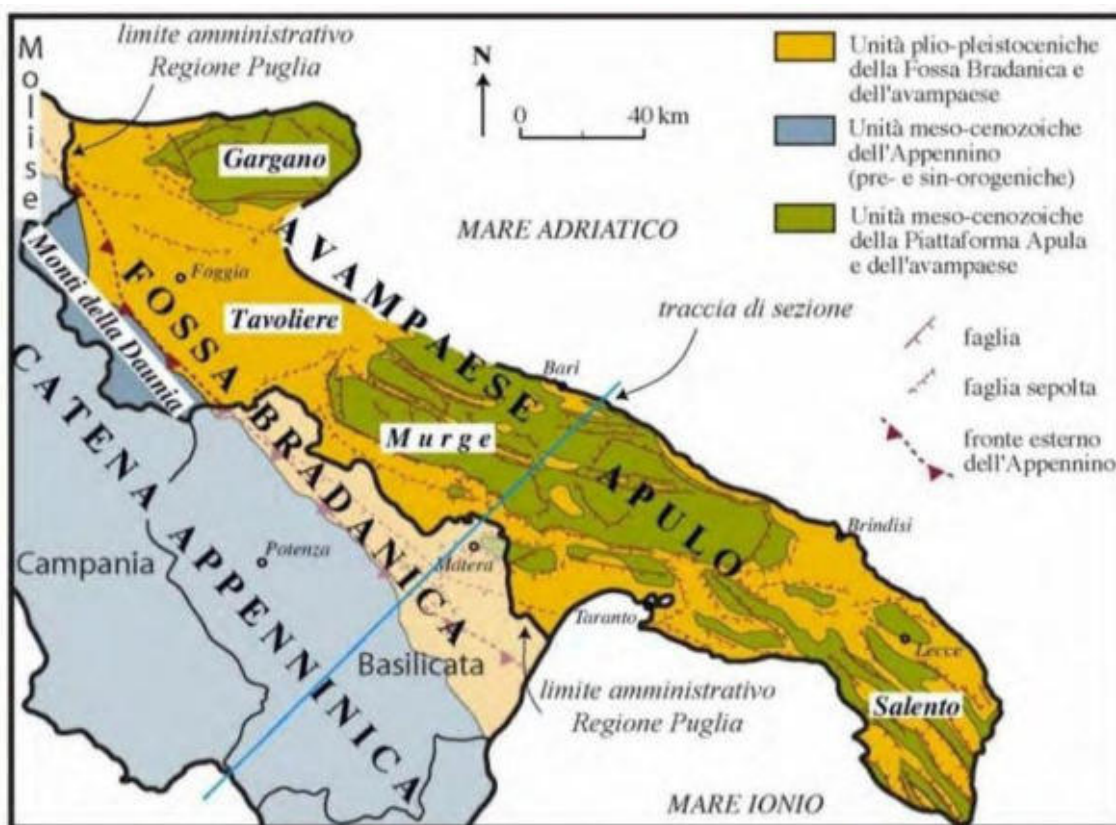 Molise
limite amministrativo
Regione Puglia
N
0 40 km
Unità plio-pleistoceniche
della Fossa Bradanica e
dell'avampaese
Unità meso-cenozoiche
dell'Appennino
(pre- e sin-orogeniche)
Unità meso-cenozoiche
della Piattaforma Apula
e dell'avampaese
Gargano
MARE ADRIATICO
AVAMPAESE APULO
Monti della Daunia
FOSSA BRADANICA
Foggia
Tavoliere
traccia di sezione
faglia
faglia sepolta
fronte esterno
dell'Appennino
Bari
Murge
CATENA APPENNINICA
Campania
Potenza
Matera
Brindisi
Taranto
Lecce
Basilicata
limite amministrativo
Regione Puglia
Salento
MARE IONIO